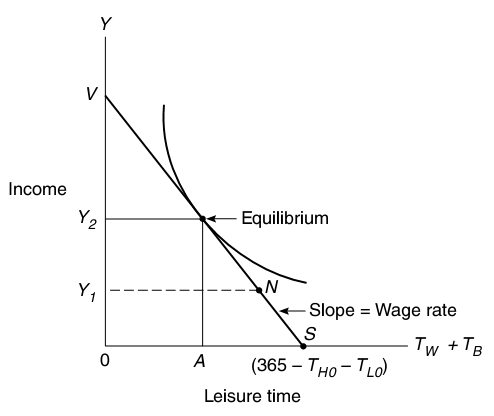 Y
V
Income
Y2
Equilibrium
Y1
N
Slope = Wage rate
S
TW + TB
0
A
(365 – TH0 – TL0)
Leisure time